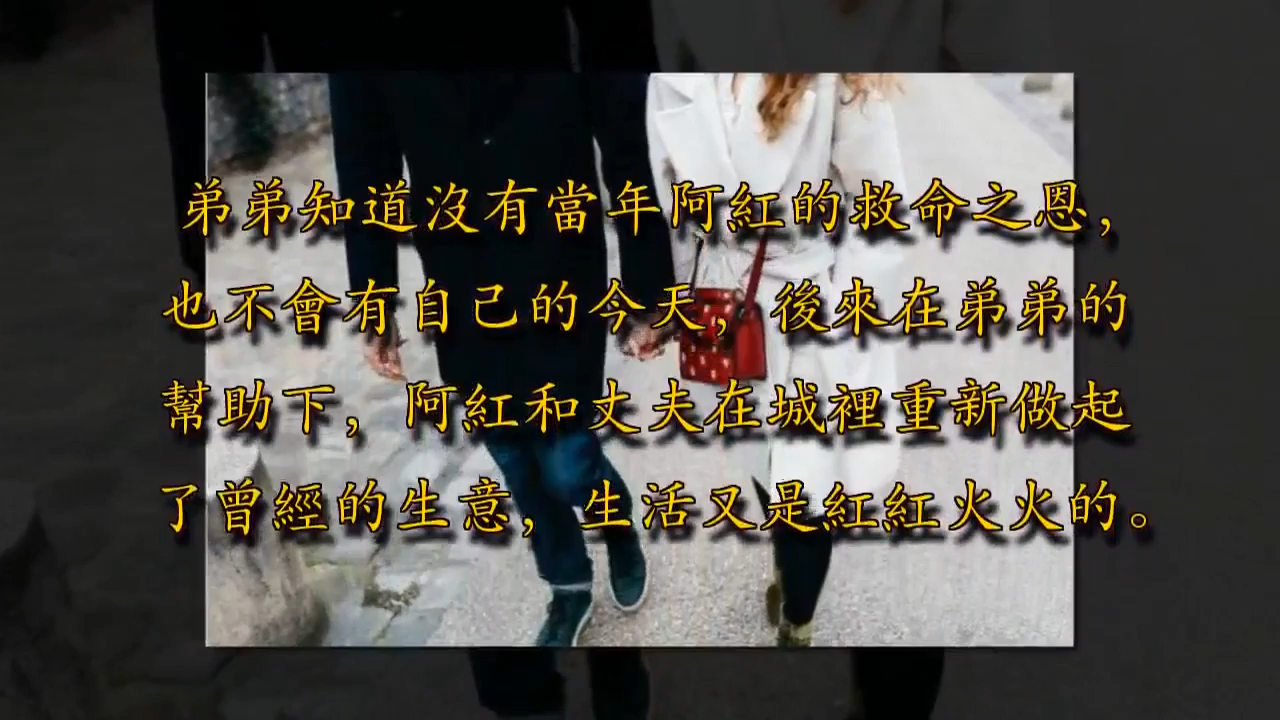 弟弟知道沒有當年阿紅的救命之恩，
也不會有自己的今天，後來在弟弟的
幫助下，阿紅和丈夫在城裡重新做起
了曾經的生意，生活又是紅紅火火的。